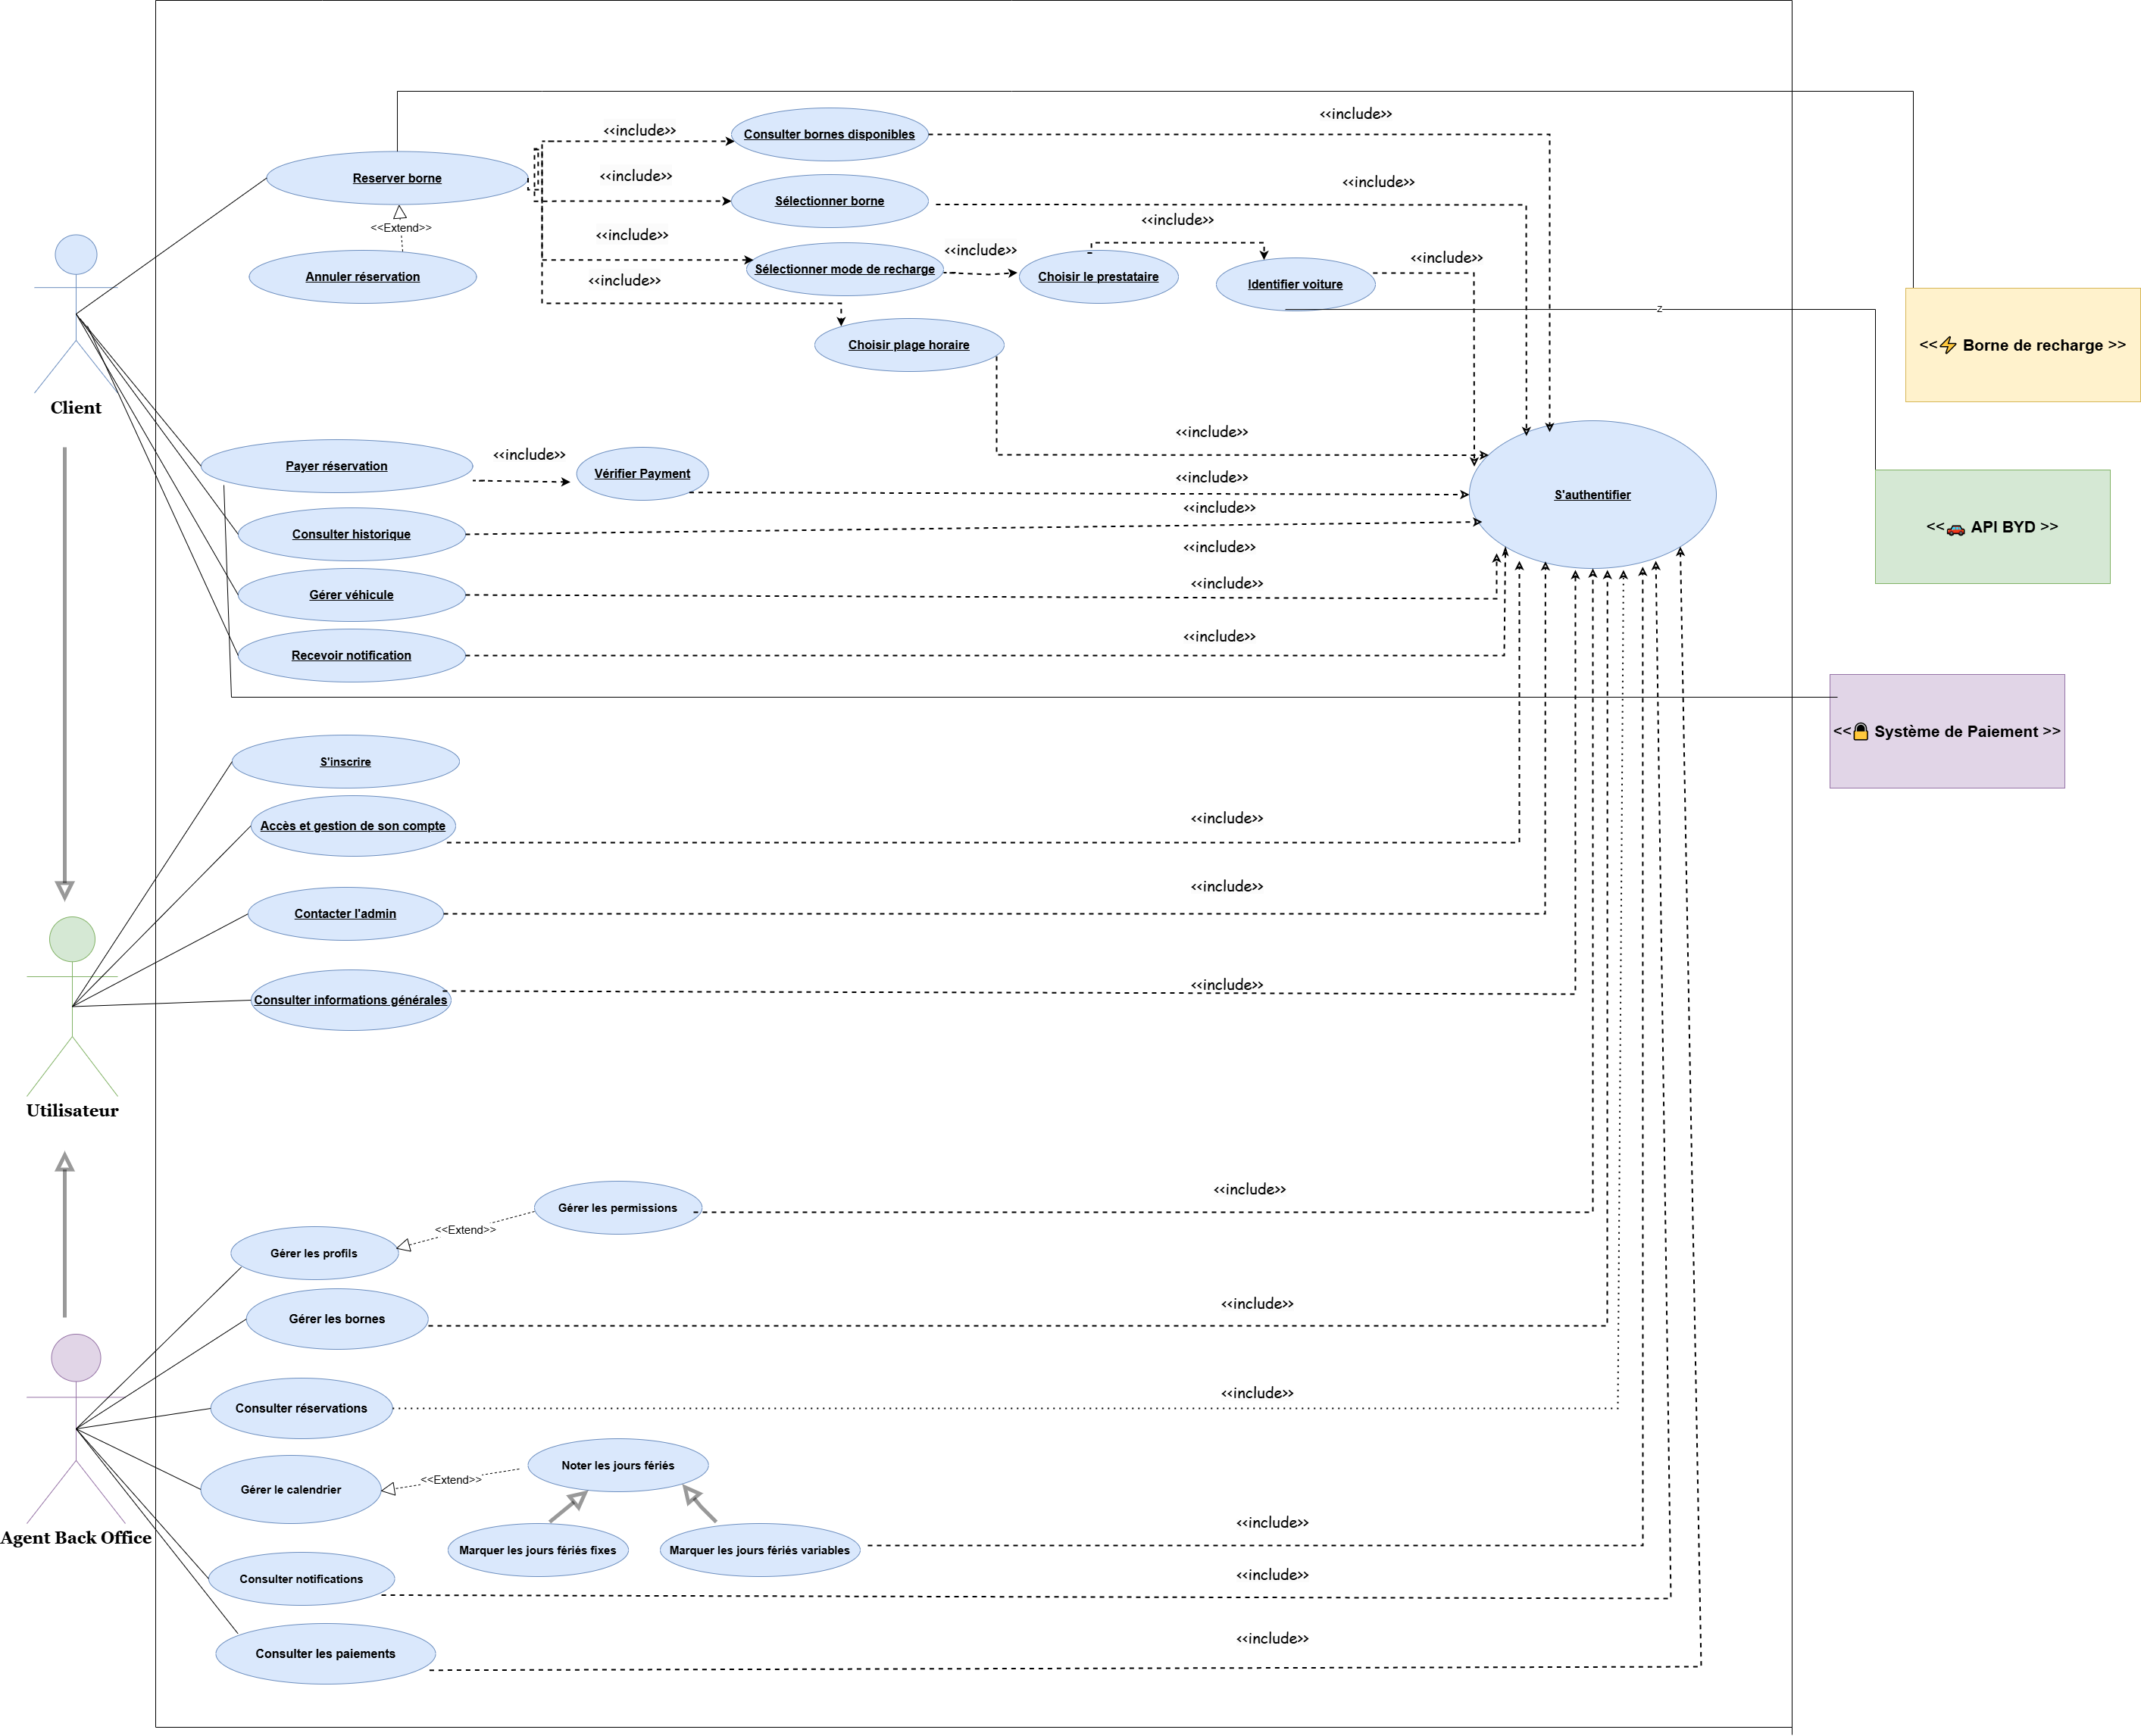 <<include>>
Consulter bornes disponibles
<<include>>
Reserver borne
<<include>>
Sélectionner borne
<<include>>
<<Extend>>
<<include>>
<<include>>
<<include>>
<<include>>
Annuler réservation
Sélectionner mode de recharge
Choisir le prestataire
Identifier voiture
<<include>>
z
Choisir plage horaire
<<⚡ Borne de recharge >>
Client
<<include>>
Payer réservation
<<include>>
Vérifier Payment
<<include>>
S'authentifier
<<include>>
Consulter historique
<<🚗 API BYD >>
<<include>>
<<include>>
Gérer véhicule
<<include>>
Recevoir notification
<<🔒 Système de Paiement >>
S'inscrire
Accès et gestion de son compte
<<include>>
<<include>>
Contacter l'admin
<<include>>
Consulter informations générales
Utilisateur
<<include>>
Gérer les permissions
<<Extend>>
Gérer les profils
<<include>>
Gérer les bornes
<<include>>
Consulter réservations
Noter les jours fériés
<<Extend>>
Gérer le calendrier
<<include>>
Agent Back Office
Marquer les jours fériés fixes
Marquer les jours fériés variables
<<include>>
Consulter notifications
<<include>>
Consulter les paiements